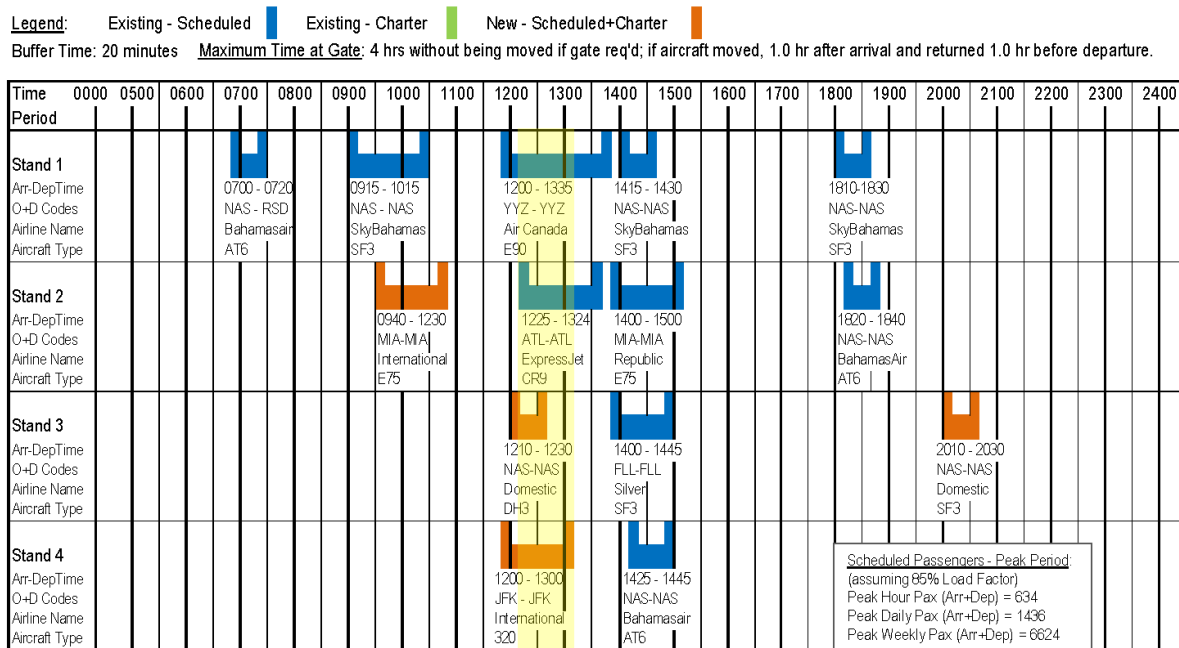 Legend: Existing - Scheduled Existing - Charter New - Scheduled+Charter
Buffer Time: 20 minutes Maximum Time at Gate: 4 hrs without being moved if gate req'd; if aircraft moved, 1.0 hr after arrival and returned 1.0 hr before departure.
Time 0000 0500 0600 0700 0800 0900 1000 1100 1200 1300 1400 1500 1600 1700 1800 1900 2000 2100 2200 2300 2400
Period
Stand 1
Arr-DepTime 0700 - 0720 0915 - 1015 1200 - 1335 1415 - 1430 1810-1830
O+D Codes NAS - RSD NAS - NAS YYZ - YYZ NAS-NAS NAS-NAS
Airline Name Bahamasair SkyBahamas Air Canada SkyBahamas SkyBahamas
Aircraft Type AT6 SF3 E90 SF3 SF3
Stand 2
Arr-DepTime 0940 - 1230 1225 - 1324 1400 - 1500 1820 - 1840
O+D Codes MIA-MIA ATL-ATL MIA-MIA NAS-NAS
Airline Name International ExpressJet Republic BahamasAir
Aircraft Type E75 CR9 E75 AT6
Stand 3
Arr-DepTime 1210 - 1230 1400 - 1445 2010 - 2030
O+D Codes NAS-NAS FLL-FLL NAS-NAS
Airline Name Domestic Silver Domestic
Aircraft Type DH3 SF3 SF3
Stand 4
Arr-DepTime 1200 - 1300 1425 - 1445
O+D Codes JFK - JFK NAS-NAS
Airline Name International Bahamasair
Aircraft Type 320 AT6
Scheduled Passengers - Peak Period:
(assuming 85% Load Factor)
Peak Hour Pax (Arr+Dep) = 634
Peak Daily Pax (Arr+Dep) = 1436
Peak Weekly Pax (Arr+Dep) = 6624